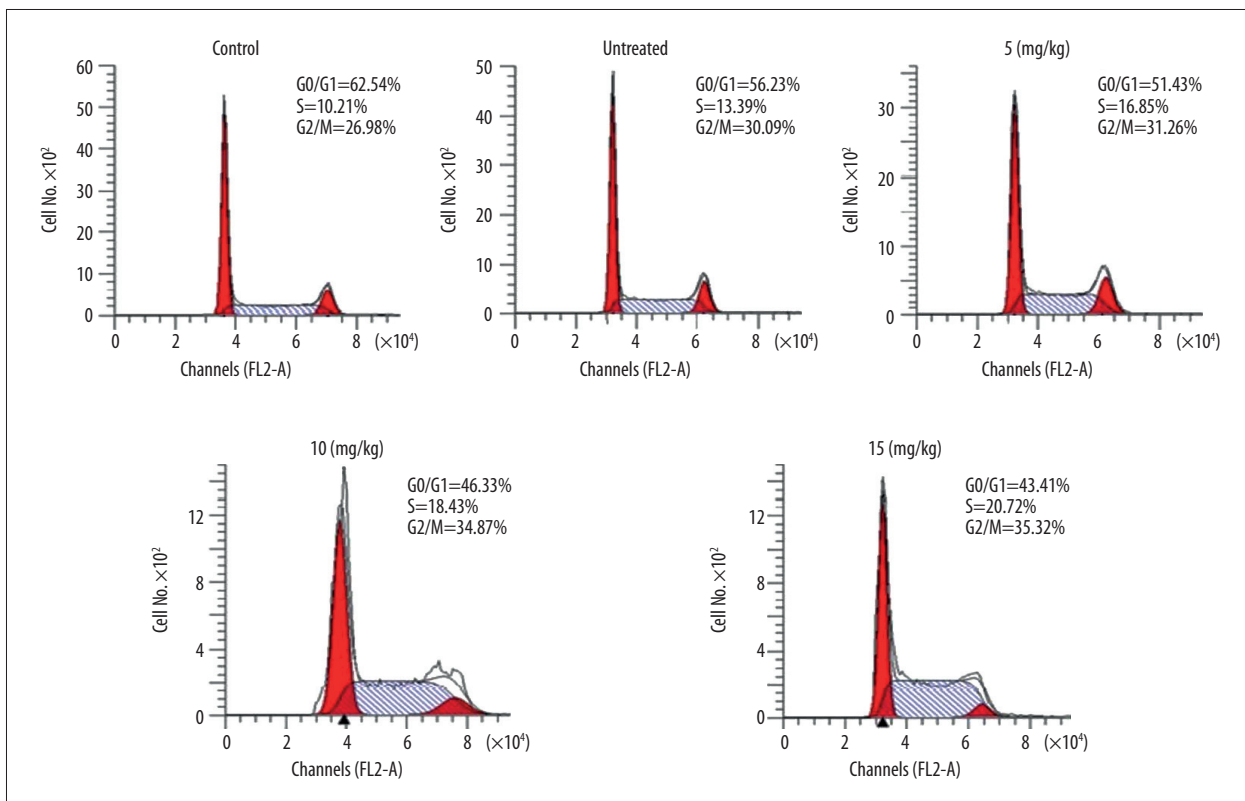 Control
G0/G1=62.54%
S=10.21%
G2/M=26.98%
Cell No. ×10²
60
50
40
30
20
10
0
0 2 4 6 8 (×10⁴)
Channels (FL2-A)
Untreated
G0/G1=56.23%
S=13.39%
G2/M=30.09%
Cell No. ×10²
50
40
30
20
10
0
0 2 4 6 8 (×10⁴)
Channels (FL2-A)
5 (mg/kg)
G0/G1=51.43%
S=16.85%
G2/M=31.26%
Cell No. ×10²
30
20
10
0
0 2 4 6 8 (×10⁴)
Channels (FL2-A)
10 (mg/kg)
G0/G1=46.33%
S=18.43%
G2/M=34.87%
Cell No. ×10²
12
8
4
0
0 2 4 6 8 (×10⁴)
Channels (FL2-A)
15 (mg/kg)
G0/G1=43.41%
S=20.72%
G2/M=35.32%
Cell No. ×10²
12
8
4
0
0 2 4 6 8 (×10⁴)
Channels (FL2-A)